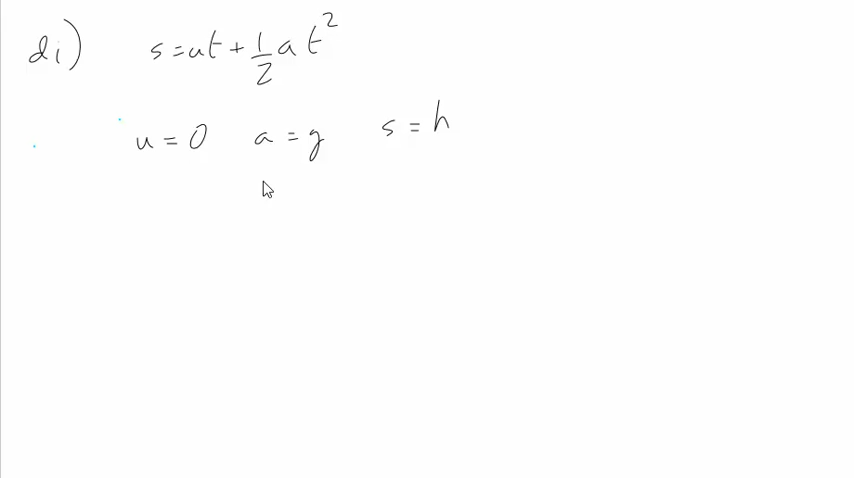 di) s = ut + 1/2 at²
u = 0 a = g s = h